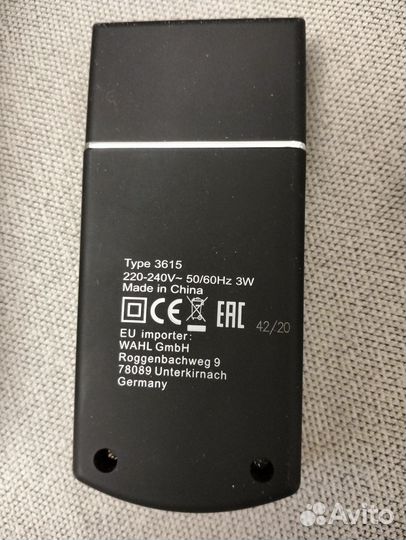 Type 3615
220-240V~ 50/60Hz 3W
Made in China
CE EAC 42/20
EU importer:
WAHL GmbH
Roggenbachweg 9
78089 Unterkirnach
Germany
Avito